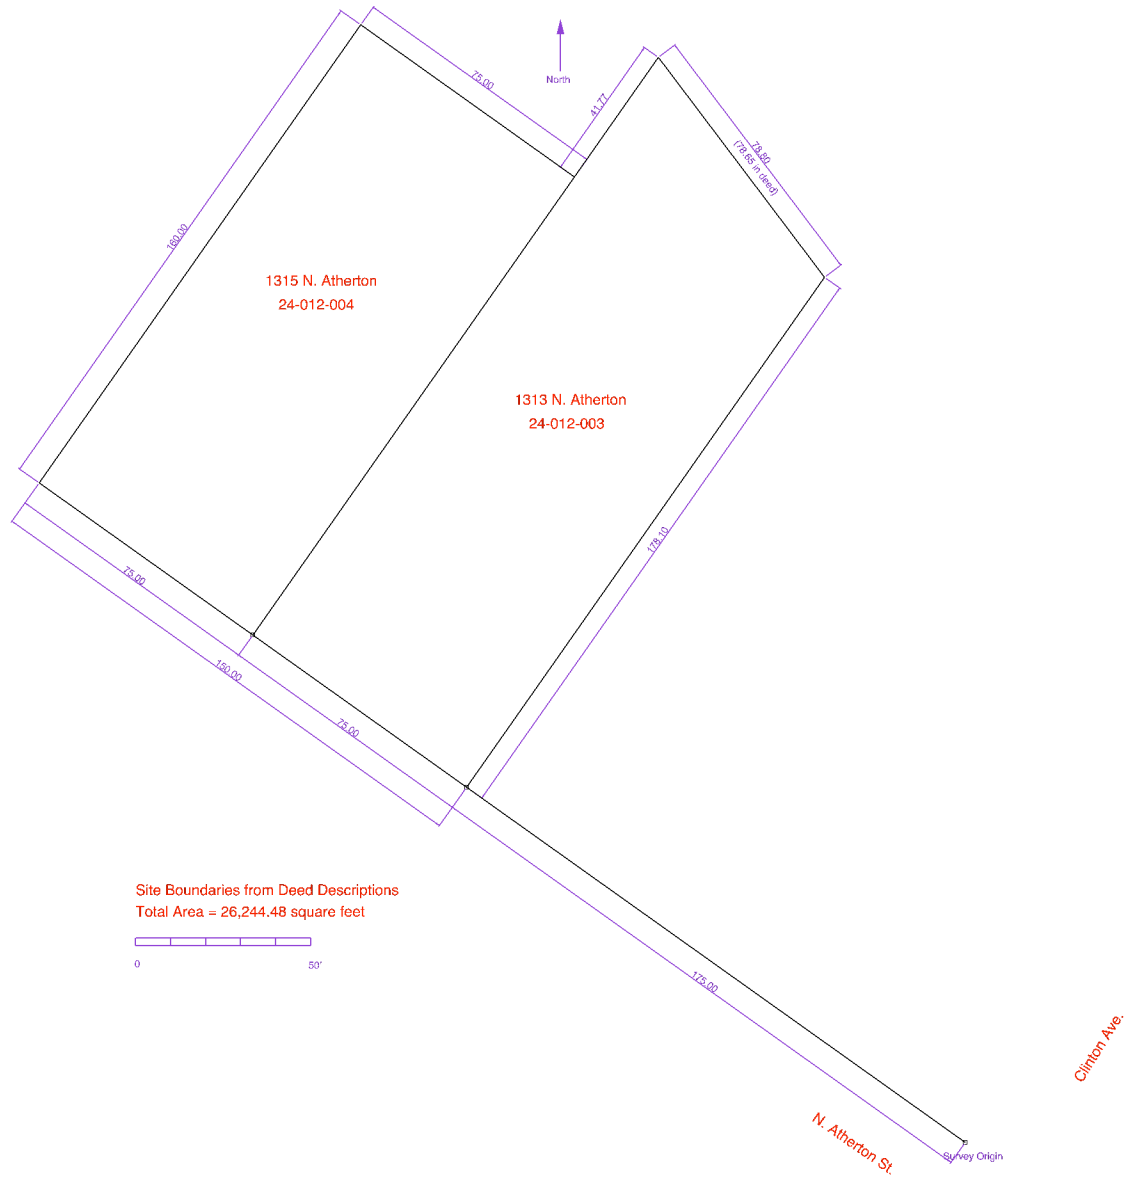 75.00
North
41.77
78.80
(78.65 in deed)
160.00
1315 N. Atherton
24-012-004
1313 N. Atherton
24-012-003
178.10
75.00
150.00
75.00
Site Boundaries from Deed Descriptions
Total Area = 26,244.48 square feet
0
50'
175.00
Clinton Ave.
N. Atherton St.
Survey Origin